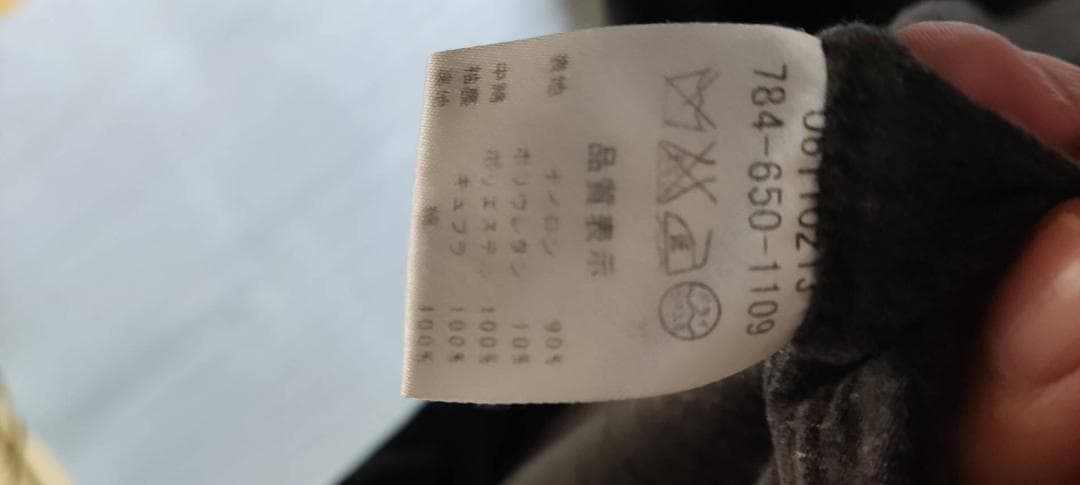 784-650-1109
品質表示
表地 ナイロン 90%
ポリウレタン 10%
中綿 ポリエステル 100%
袖裏 キュプラ 100%
綿 100%